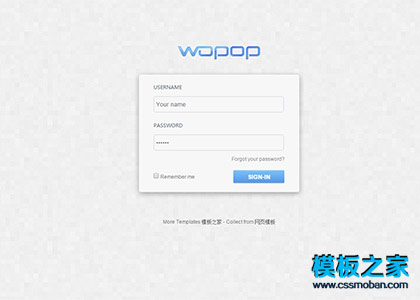 wopop
USERNAME
Your name
PASSWORD
Forgot your password?
Remember me
SIGN-IN
More Templates 模板之家 - Collect from 网页模板
模板之家
www.cssmoban.com